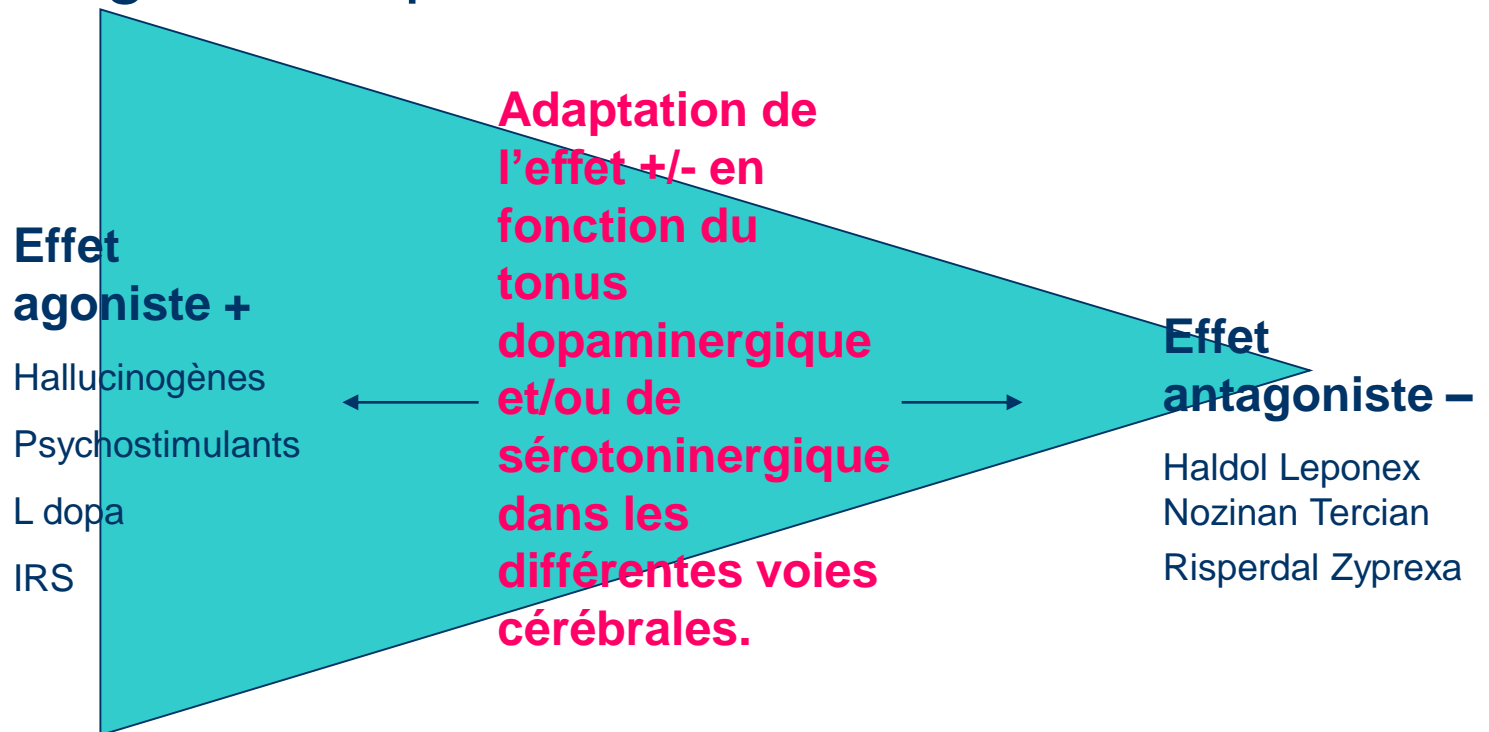 Effet
agoniste +
Hallucinogènes
Psychostimulants
L dopa
IRS
Adaptation de
l’effet +/- en
fonction du
tonus
dopaminergique
et/ou de
sérotoninergique
dans les
différentes voies
cérébrales.
Effet
antagoniste –
Haldol Leponex
Nozinan Tercian
Risperdal Zyprexa